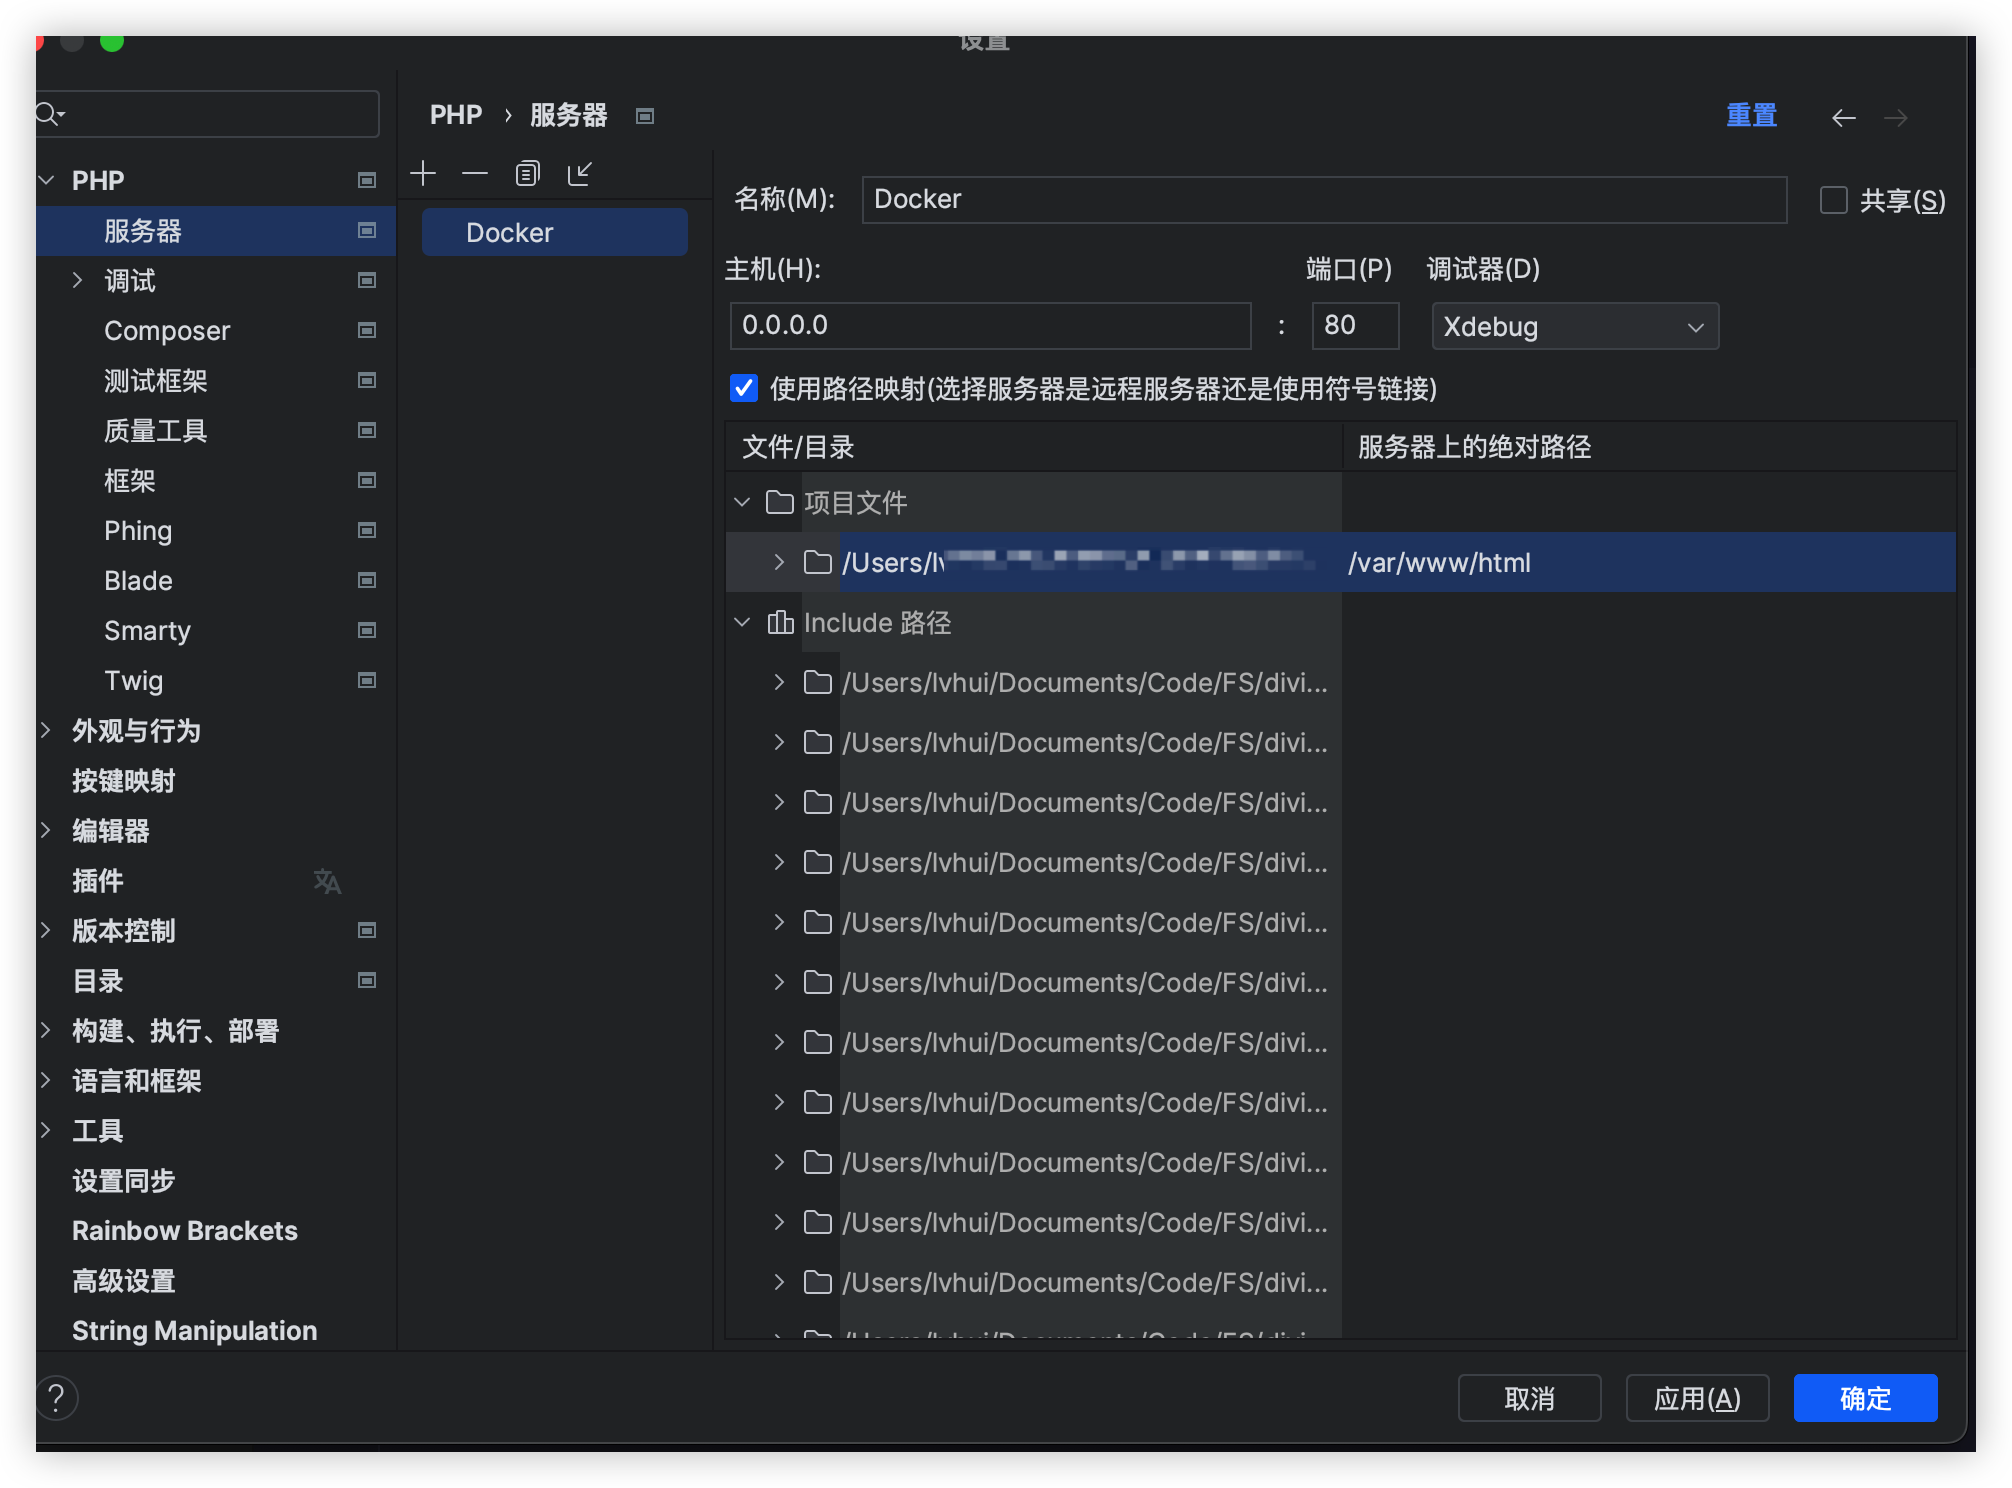 设置
PHP › 服务器
重置
PHP
服务器
调试
Composer
测试框架
质量工具
框架
Phing
Blade
Smarty
Twig
外观与行为
按键映射
编辑器
插件
版本控制
目录
构建、执行、部署
语言和框架
工具
设置同步
Rainbow Brackets
高级设置
String Manipulation
Docker
名称(M):
Docker
共享(S)
主机(H):
端口(P)
调试器(D)
0.0.0.0
:
80
Xdebug
使用路径映射(选择服务器是远程服务器还是使用符号链接)
文件/目录
服务器上的绝对路径
项目文件
/Users/lv
/var/www/html
Include 路径
/Users/lvhui/Documents/Code/FS/divi...
/Users/lvhui/Documents/Code/FS/divi...
/Users/lvhui/Documents/Code/FS/divi...
/Users/lvhui/Documents/Code/FS/divi...
/Users/lvhui/Documents/Code/FS/divi...
/Users/lvhui/Documents/Code/FS/divi...
/Users/lvhui/Documents/Code/FS/divi...
/Users/lvhui/Documents/Code/FS/divi...
/Users/lvhui/Documents/Code/FS/divi...
/Users/lvhui/Documents/Code/FS/divi...
/Users/lvhui/Documents/Code/FS/divi...
/Users/lvhui/Documents/Code/FS/divi...
?
取消
应用(A)
确定